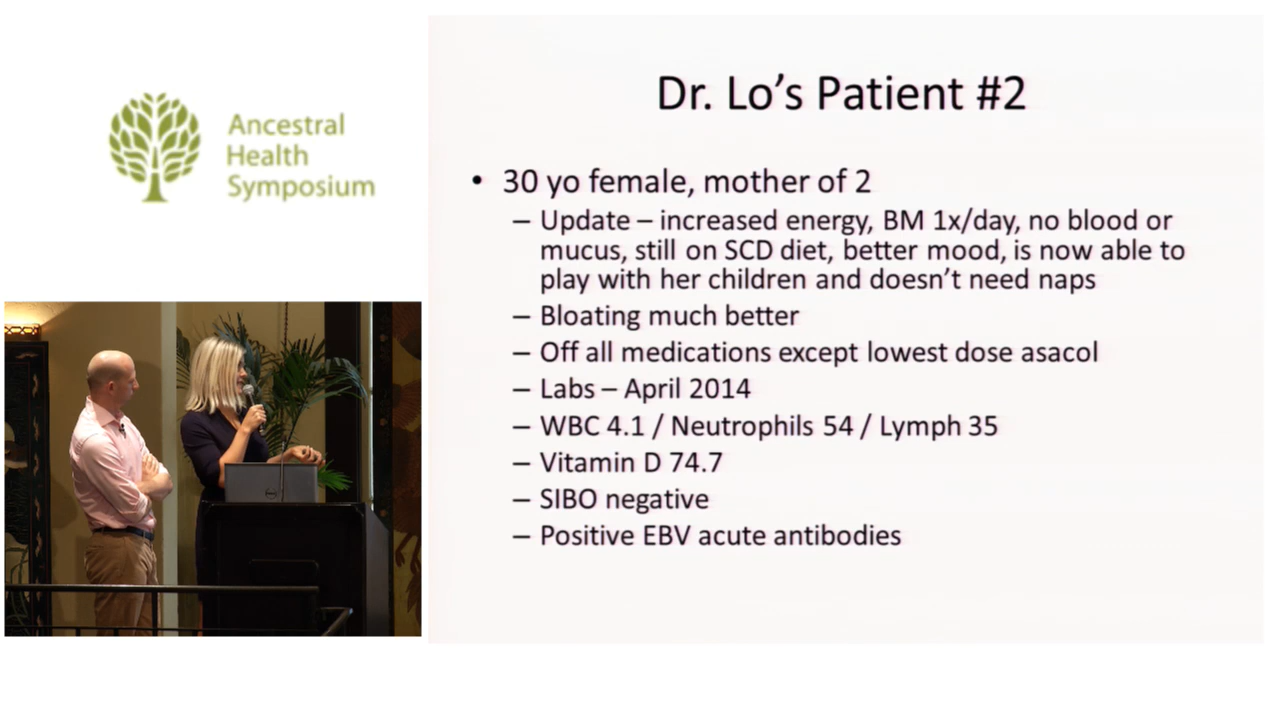 Ancestral
Health
Symposium
Dr. Lo's Patient #2
• 30 yo female, mother of 2
– Update – increased energy, BM 1x/day, no blood or
mucus, still on SCD diet, better mood, is now able to
play with her children and doesn't need naps
– Bloating much better
– Off all medications except lowest dose asacol
– Labs – April 2014
– WBC 4.1 / Neutrophils 54 / Lymph 35
– Vitamin D 74.7
– SIBO negative
– Positive EBV acute antibodies